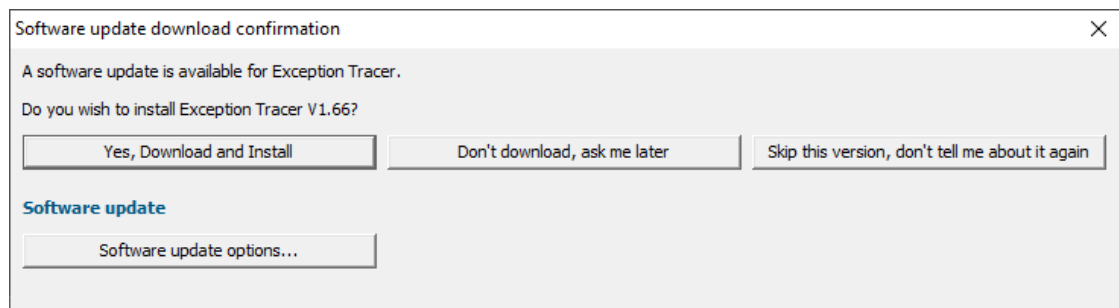 Software update download confirmation
A software update is available for Exception Tracer.
Do you wish to install Exception Tracer V1.66?
Yes, Download and Install
Don't download, ask me later
Skip this version, don't tell me about it again
Software update
Software update options...